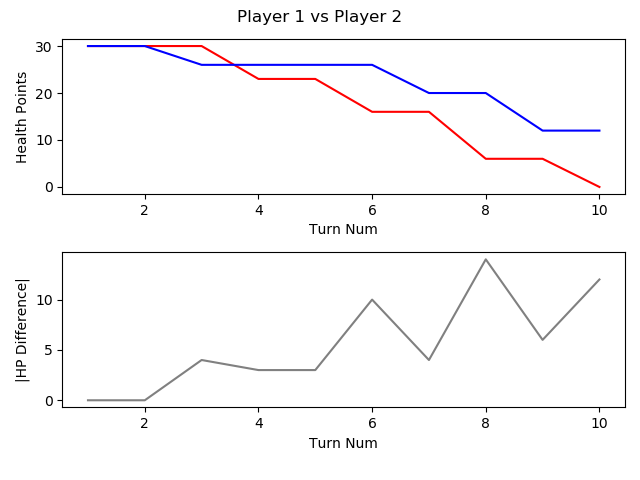 Player 1 vs Player 2
30
20
10
0
Health Points
2 4 6 8 10
Turn Num
10
5
0
|HP Difference|
2 4 6 8 10
Turn Num